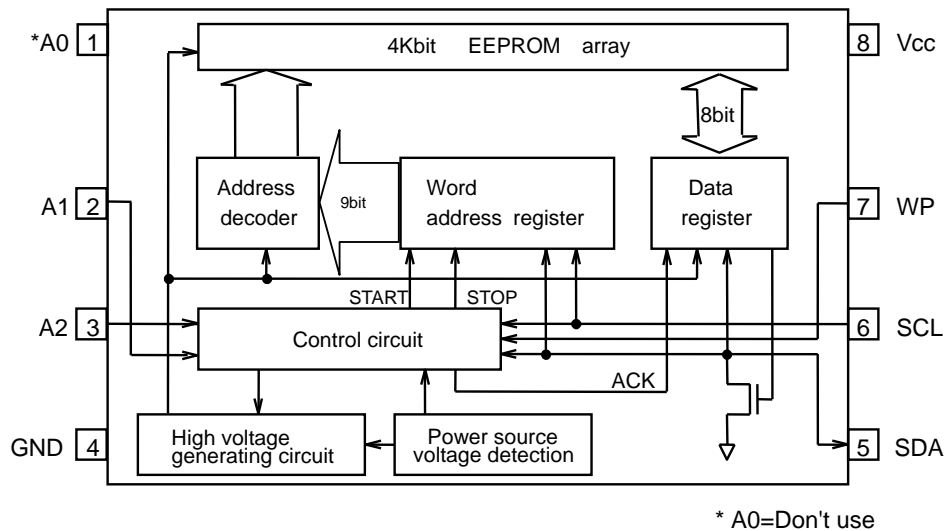 *A0 1
4Kbit EEPROM array
8 Vcc
8bit
A1 2
Address
decoder
9bit
Word
address register
Data
register
7 WP
START
STOP
A2 3
Control circuit
6 SCL
ACK
GND 4
High voltage
generating circuit
Power source
voltage detection
5 SDA
* A0=Don't use